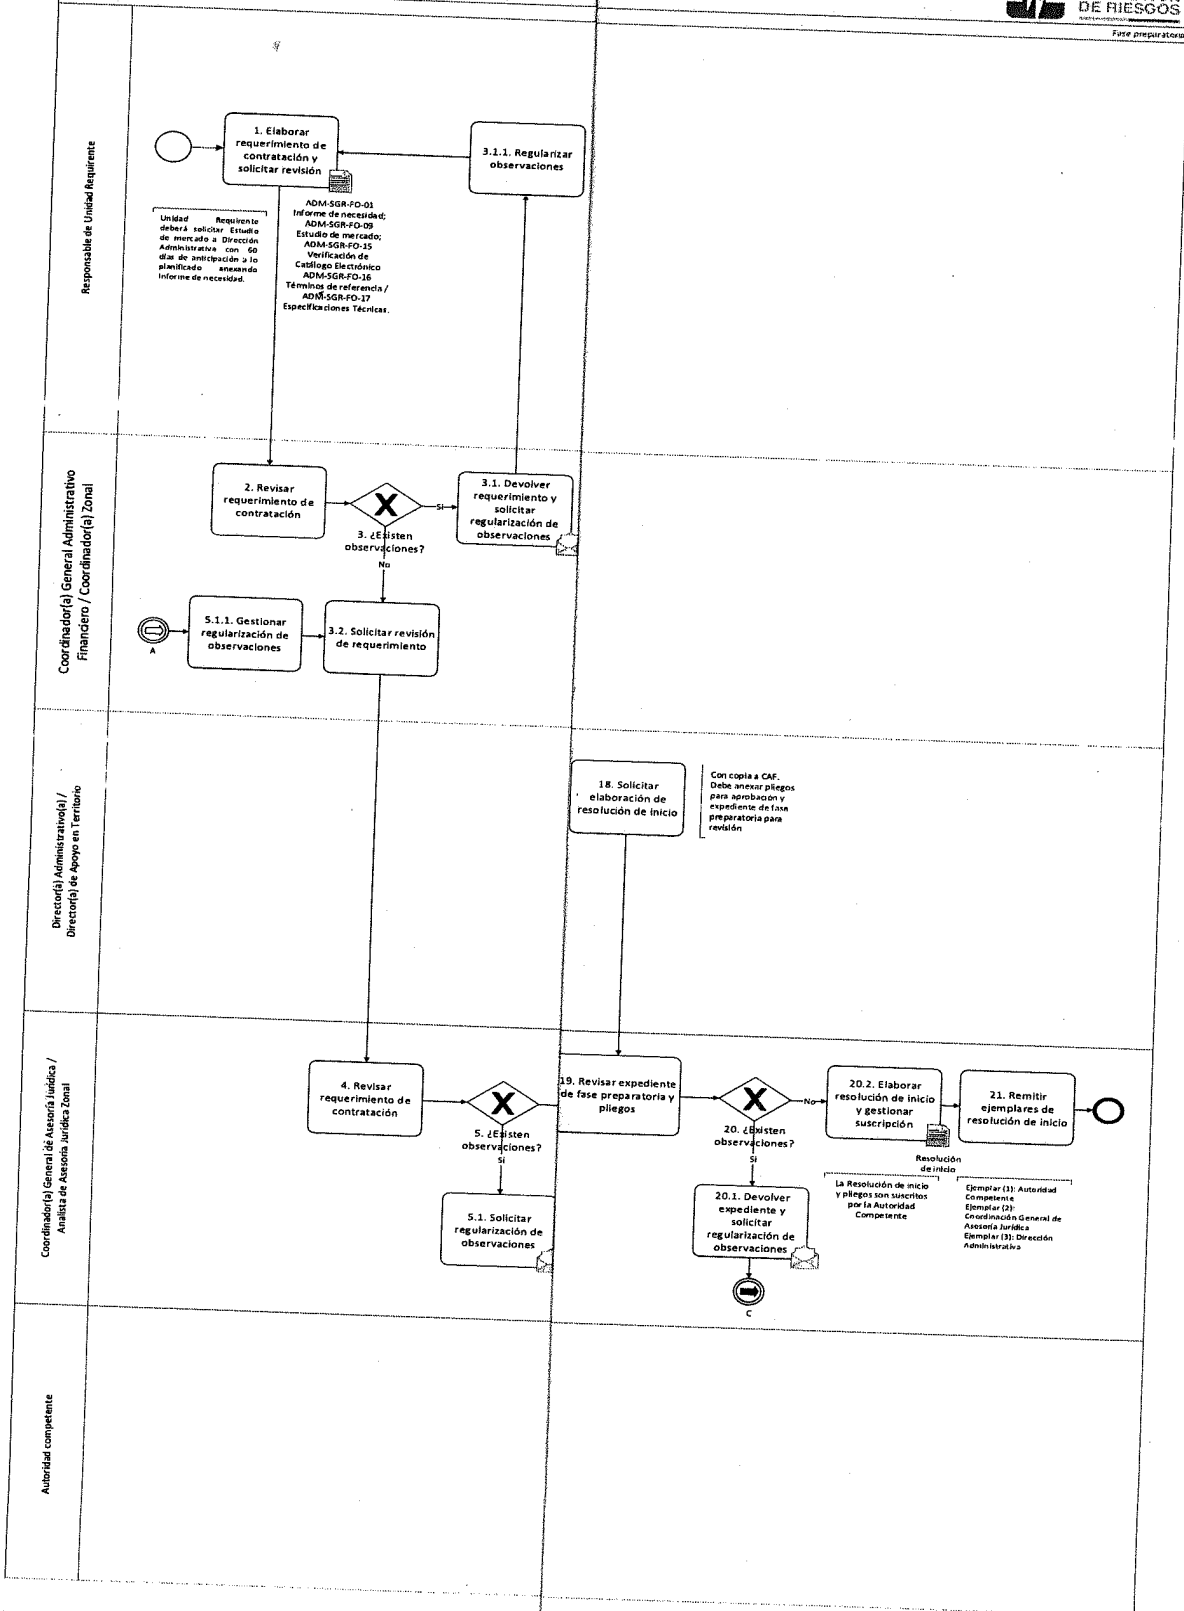 DE RIESGOS
Fase preparatoria
Responsable de Unidad Requirente
1. Elaborar
requerimiento de
contratación y
solicitar revisión
3.1.1. Regularizar
observaciones
Unidad Requirente
deberá solicitar Estudio
de mercado a Dirección
Administrativa con 60
días de anticipación a lo
planificado anexando
Informe de necesidad.
ADM-SGR-FO-01
Informe de necesidad;
ADM-SGR-FO-09
Estudio de mercado;
ADM-SGR-FO-15
Verificación de
Catálogo Electrónico
ADM-SGR-FO-16
Términos de referencia /
ADM-SGR-FO-17
Especificaciones Técnicas.
Coordinador(a) General Administrativo
Financiero / Coordinador(a) Zonal
2. Revisar
requerimiento de
contratación
X
Si
3. ¿Existen
observaciones?
No
3.1. Devolver
requerimiento y
solicitar
regularización de
observaciones
A
5.1.1. Gestionar
regularización de
observaciones
3.2. Solicitar revisión
de requerimiento
Director(a) Administrativo(a) /
Director(a) de Apoyo en Territorio
18. Solicitar
elaboración de
resolución de inicio
Con copia a CAF.
Debe anexar pliegos
para aprobación y
expediente de fase
preparatoria para
revisión
Coordinador(a) General de Asesoría Jurídica /
Analista de Asesoría Jurídica Zonal
4. Revisar
requerimiento de
contratación
X
5. ¿Existen
observaciones?
Si
5.1. Solicitar
regularización de
observaciones
19. Revisar expediente
de fase preparatoria y
pliegos
X
No
20. ¿Existen
observaciones?
Si
20.1. Devolver
expediente y
solicitar
regularización de
observaciones
C
20.2. Elaborar
resolución de inicio
y gestionar
suscripción
Resolución
de inicio
La Resolución de inicio
y pliegos son suscritos
por la Autoridad
Competente
21. Remitir
ejemplares de
resolución de inicio
Ejemplar (1): Autoridad
Competente
Ejemplar (2):
Coordinación General de
Asesoría Jurídica
Ejemplar (3): Dirección
Administrativa
Autoridad competente